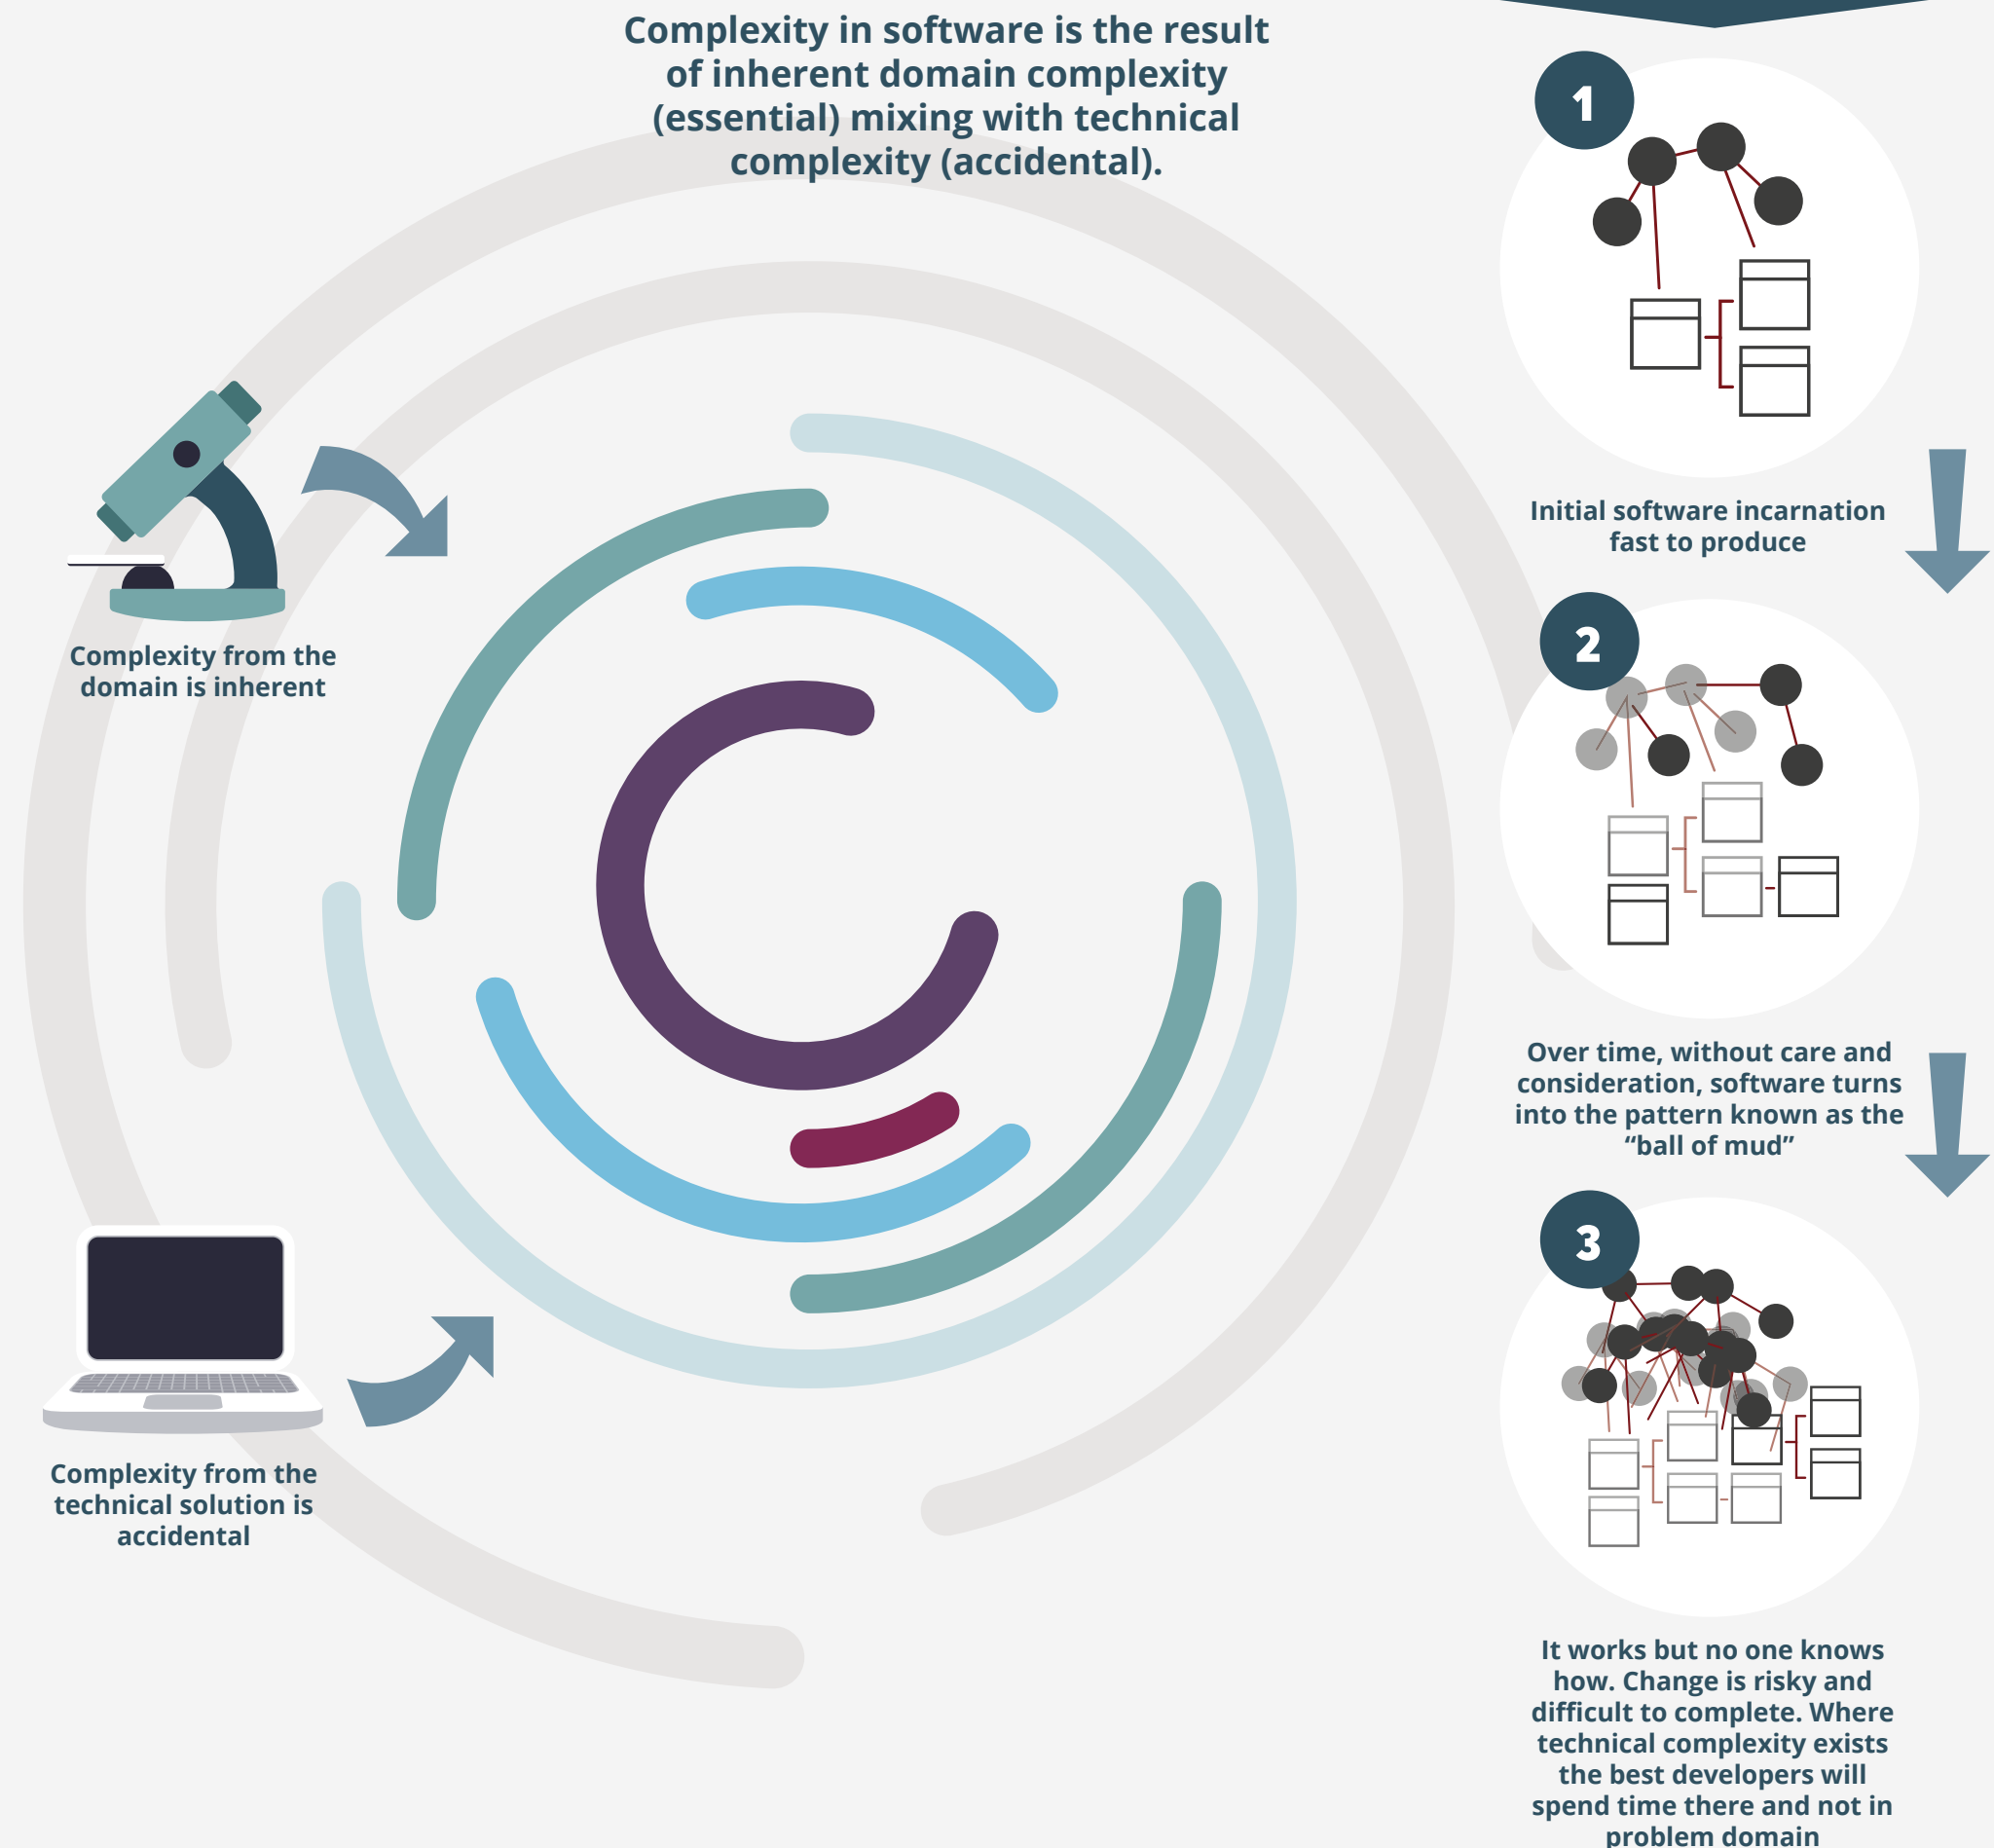 Complexity in software is the result
of inherent domain complexity
(essential) mixing with technical
complexity (accidental).
Complexity from the
domain is inherent
Complexity from the
technical solution is
accidental
1
Initial software incarnation
fast to produce
2
Over time, without care and
consideration, software turns
into the pattern known as the
“ball of mud”
3
It works but no one knows
how. Change is risky and
difficult to complete. Where
technical complexity exists
the best developers will
spend time there and not in
problem domain